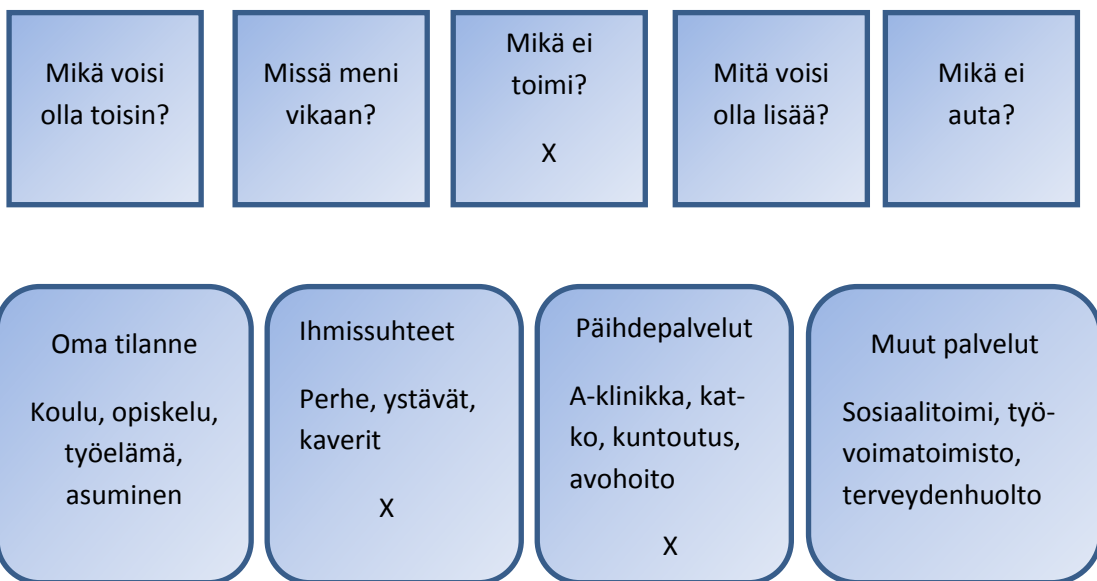 Mikä voisi
olla toisin?
Missä meni
vikaan?
Mikä ei
toimi?
X
Mitä voisi
olla lisää?
Mikä ei
auta?
Oma tilanne
Koulu, opiskelu,
työelämä,
asuminen
Ihmissuhteet
Perhe, ystävät,
kaverit
X
Päihdepalvelut
A-klinikka, kat-
ko, kuntoutus,
avohoito
X
Muut palvelut
Sosiaalitoimi, työ-
voimatoimisto,
terveydenhuolto